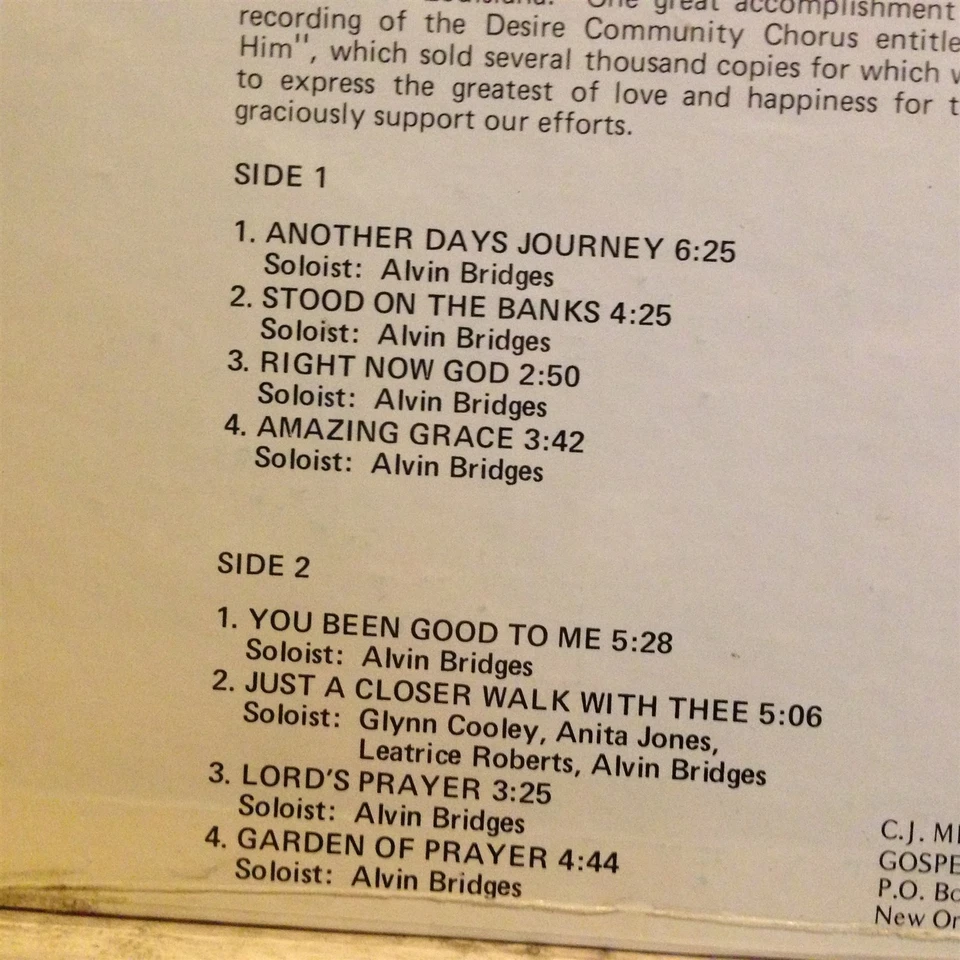 Louisiana. One great accomplishment
recording of the Desire Community Chorus
Him", which sold several thousand copies for which
to express the greatest of love and happiness for
graciously support our efforts.
SIDE 1
1. ANOTHER DAYS JOURNEY 6:25
Soloist: Alvin Bridges
2. STOOD ON THE BANKS 4:25
Soloist: Alvin Bridges
3. RIGHT NOW GOD 2:50
Soloist: Alvin Bridges
4. AMAZING GRACE 3:42
Soloist: Alvin Bridges
SIDE 2
1. YOU BEEN GOOD TO ME 5:28
Soloist: Alvin Bridges
2. JUST A CLOSER WALK WITH THEE 5:06
Soloist: Glynn Cooley, Anita Jones,
Leatrice Roberts, Alvin Bridges
3. LORD'S PRAYER 3:25
Soloist: Alvin Bridges
4. GARDEN OF PRAYER 4:44
Soloist: Alvin Bridges
C.J.
P.O.
New